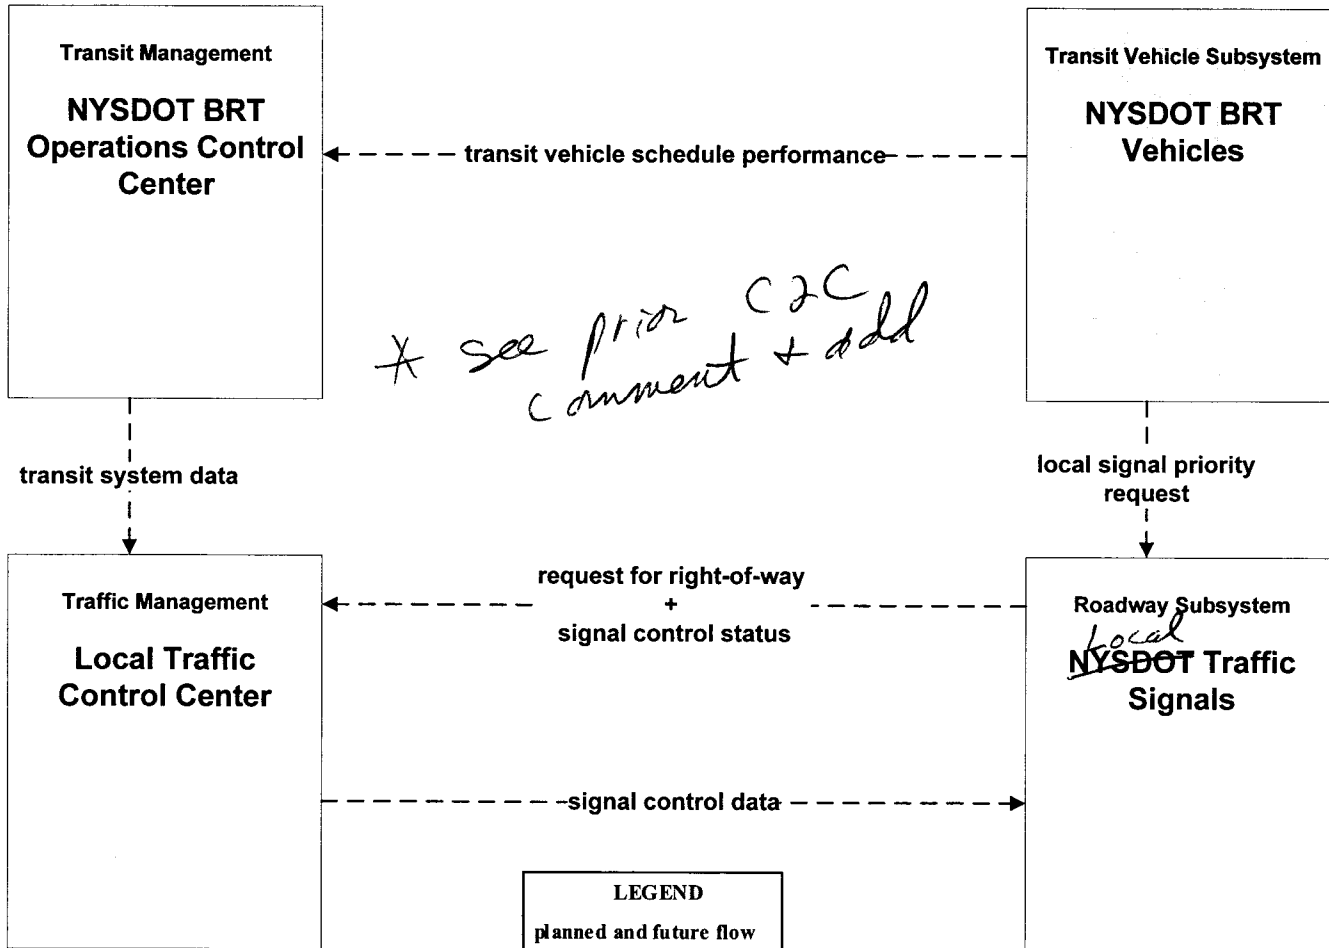 Transit Management
NYSDOT BRT
Operations Control
Center
Transit Vehicle Subsystem
NYSDOT BRT
Vehicles
transit vehicle schedule performance
* see prior C2C
comment + add
transit system data
local signal priority
request
Traffic Management
Local Traffic
Control Center
request for right-of-way
+
signal control status
Roadway Subsystem
Local
NYSDOT Traffic
Signals
signal control data
LEGEND
planned and future flow